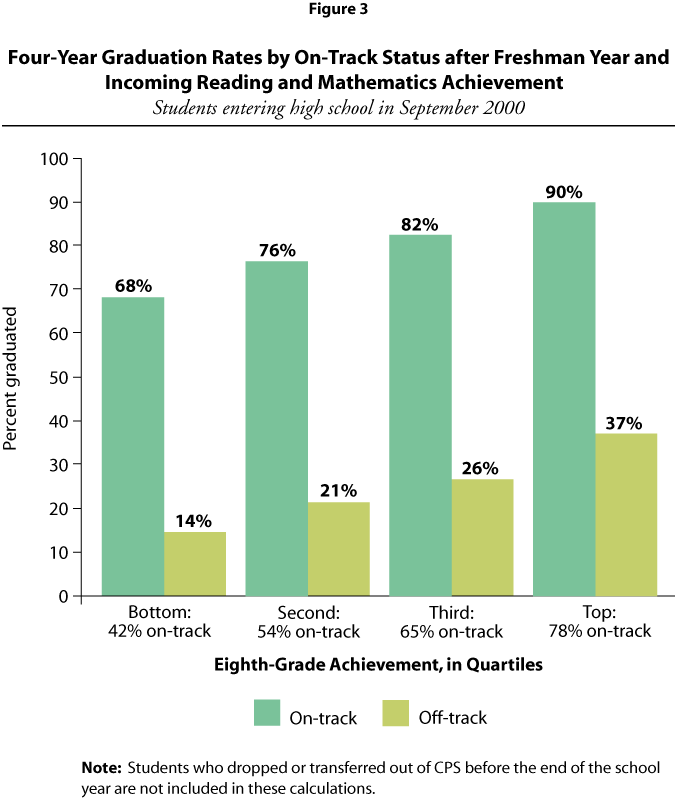 Figure 3
Four-Year Graduation Rates by On-Track Status after Freshman Year and
Incoming Reading and Mathematics Achievement
Students entering high school in September 2000
Percent graduated
100
90
80
70
60
50
40
30
20
10
0
68%
14%
76%
21%
82%
26%
90%
37%
Bottom:
42% on-track
Second:
54% on-track
Third:
65% on-track
Top:
78% on-track
Eighth-Grade Achievement, in Quartiles
On-track
Off-track
Note: Students who dropped or transferred out of CPS before the end of the school
year are not included in these calculations.